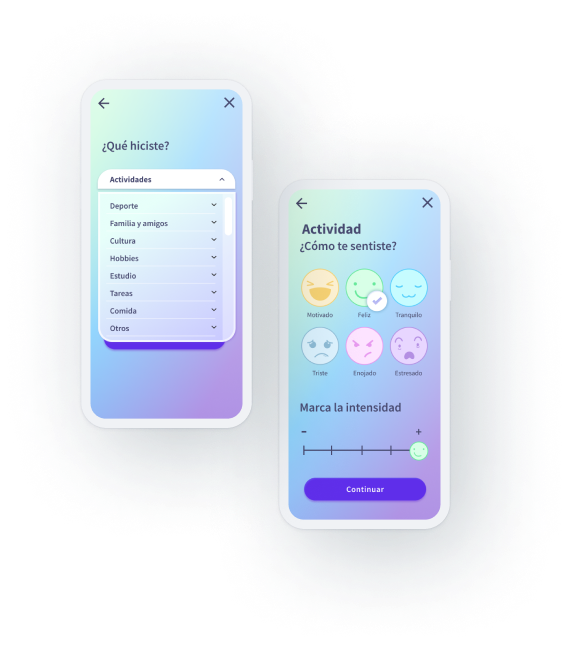 ¿Qué hiciste?
Actividades
Deporte
Familia y amigos
Cultura
Hobbies
Estudio
Tareas
Comida
Otros
Actividad
¿Cómo te sentiste?
Motivado Feliz Tranquilo
Triste Enojado Estresado
Marca la intensidad
- +
Continuar